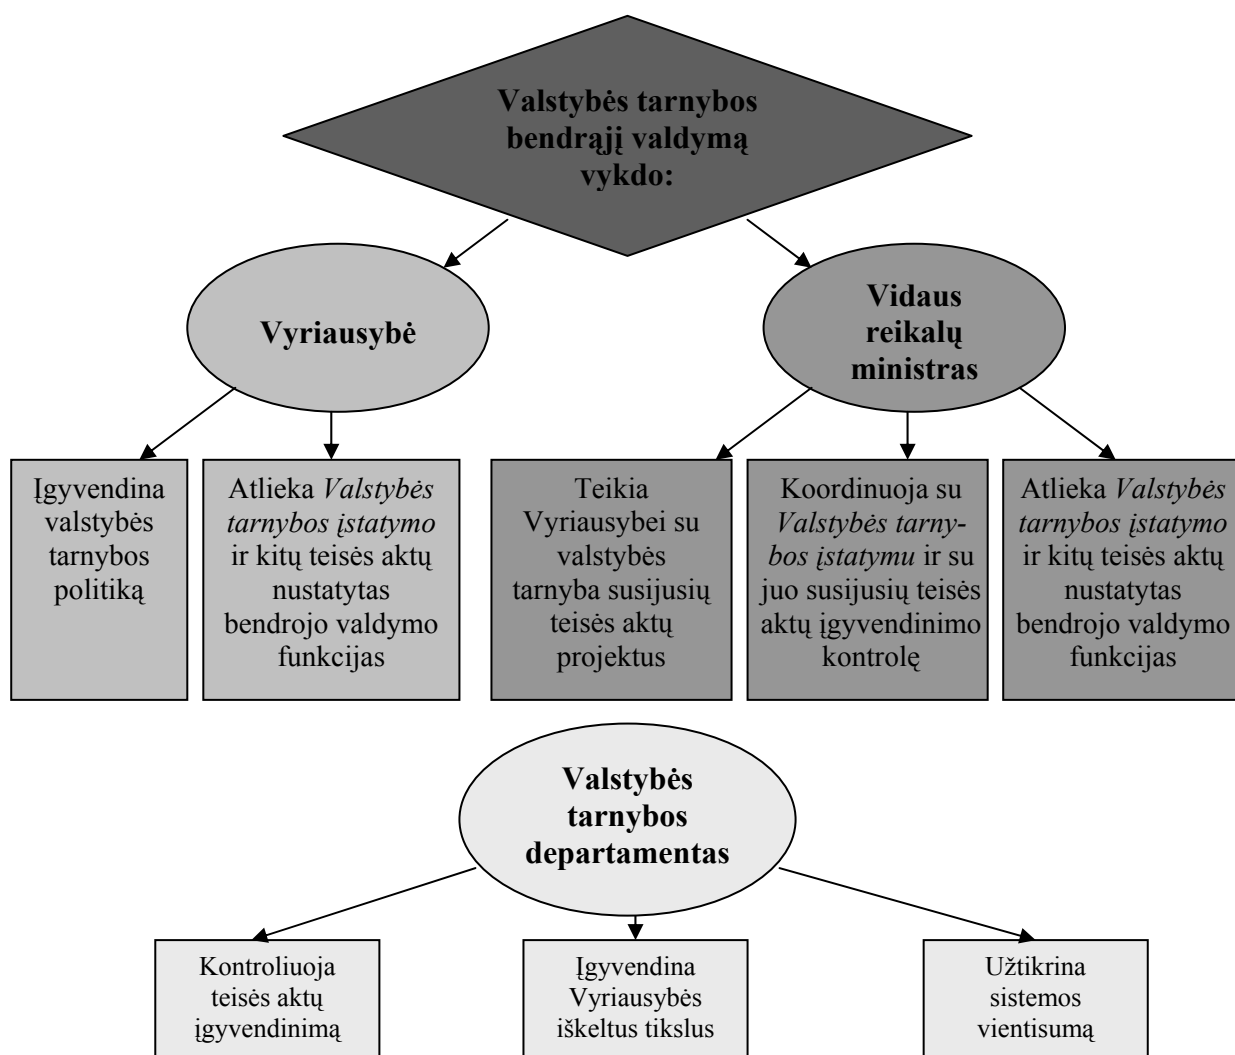 Valstybės tarnybos
bendrąjį valdymą
vykdo:
Vyriausybė
Vidaus
reikalų
ministras
Įgyvendina
valstybės
tarnybos
politiką
Atlieka Valstybės
tarnybos įstatymo
ir kitų teisės aktų
nustatytas
bendrojo valdymo
funkcijas
Teikia
Vyriausybei su
valstybės
tarnyba susijusių
teisės aktų
projektus
Koordinuoja su
Valstybės tarny-
bos įstatymu ir su
juo susijusių teisės
aktų įgyvendinimo
kontrolę
Atlieka Valstybės
tarnybos įstatymo
ir kitų teisės aktų
nustatytas
bendrojo valdymo
funkcijas
Valstybės
tarnybos
departamentas
Kontroliuoja
teisės aktų
įgyvendinimą
Įgyvendina
Vyriausybės
iškeltus tikslus
Užtikrina
sistemos
vientisumą